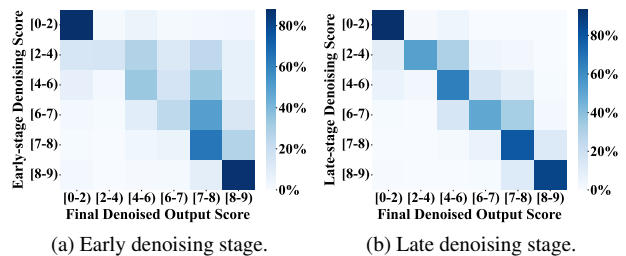 Early-stage Denoising Score
[0-2)
[2-4)
[4-6)
[6-7)
[7-8)
[8-9)
[0-2) [2-4) [4-6) [6-7) [7-8) [8-9)
Final Denoised Output Score
80%
60%
40%
20%
0%
(a) Early denoising stage.
Late-stage Denoising Score
[0-2)
[2-4)
[4-6)
[6-7)
[7-8)
[8-9)
[0-2) [2-4) [4-6) [6-7) [7-8) [8-9)
Final Denoised Output Score
80%
60%
40%
20%
0%
(b) Late denoising stage.